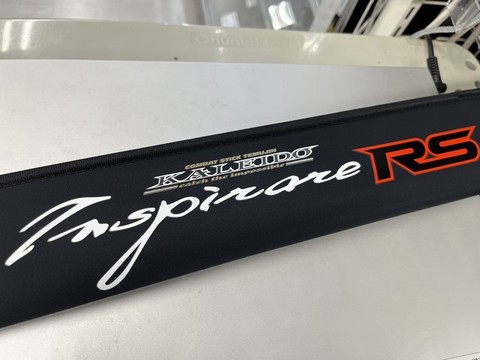 COMBAT STICK TEMUJIN
KALEIDO
catch the impossible
Inspirare RS